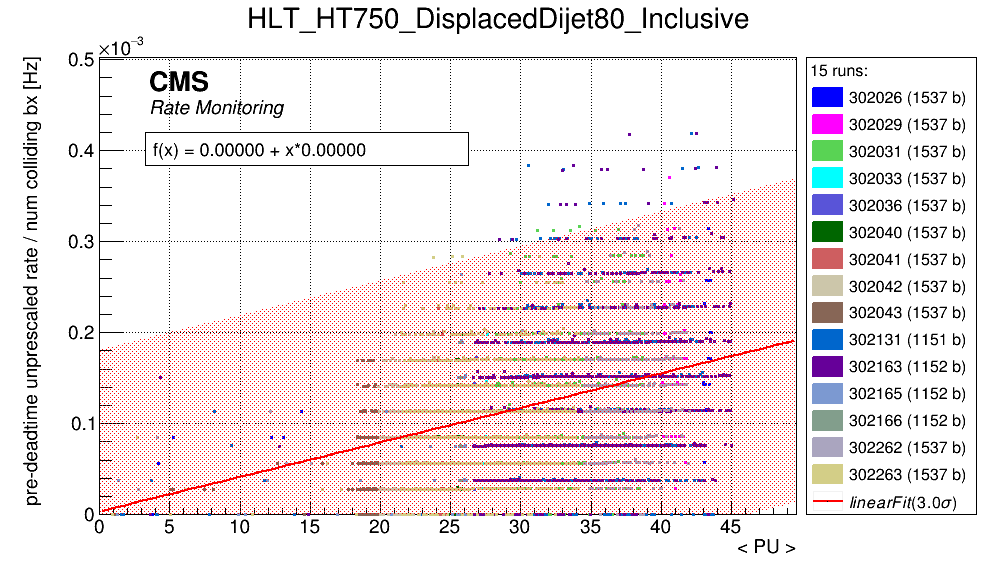 HLT_HT750_DisplacedDijet80_Inclusive
×10⁻³
pre-deadtime unprescaled rate / num colliding bx [Hz]
0.5
0.4
0.3
0.2
0.1
0
CMS
Rate Monitoring
f(x) = 0.00000 + x*0.00000
0 5 10 15 20 25 30 35 40 45
< PU >
15 runs:
302026 (1537 b)
302029 (1537 b)
302031 (1537 b)
302033 (1537 b)
302036 (1537 b)
302040 (1537 b)
302041 (1537 b)
302042 (1537 b)
302043 (1537 b)
302131 (1151 b)
302163 (1152 b)
302165 (1152 b)
302166 (1152 b)
302262 (1537 b)
302263 (1537 b)
linearFit(3.0σ)